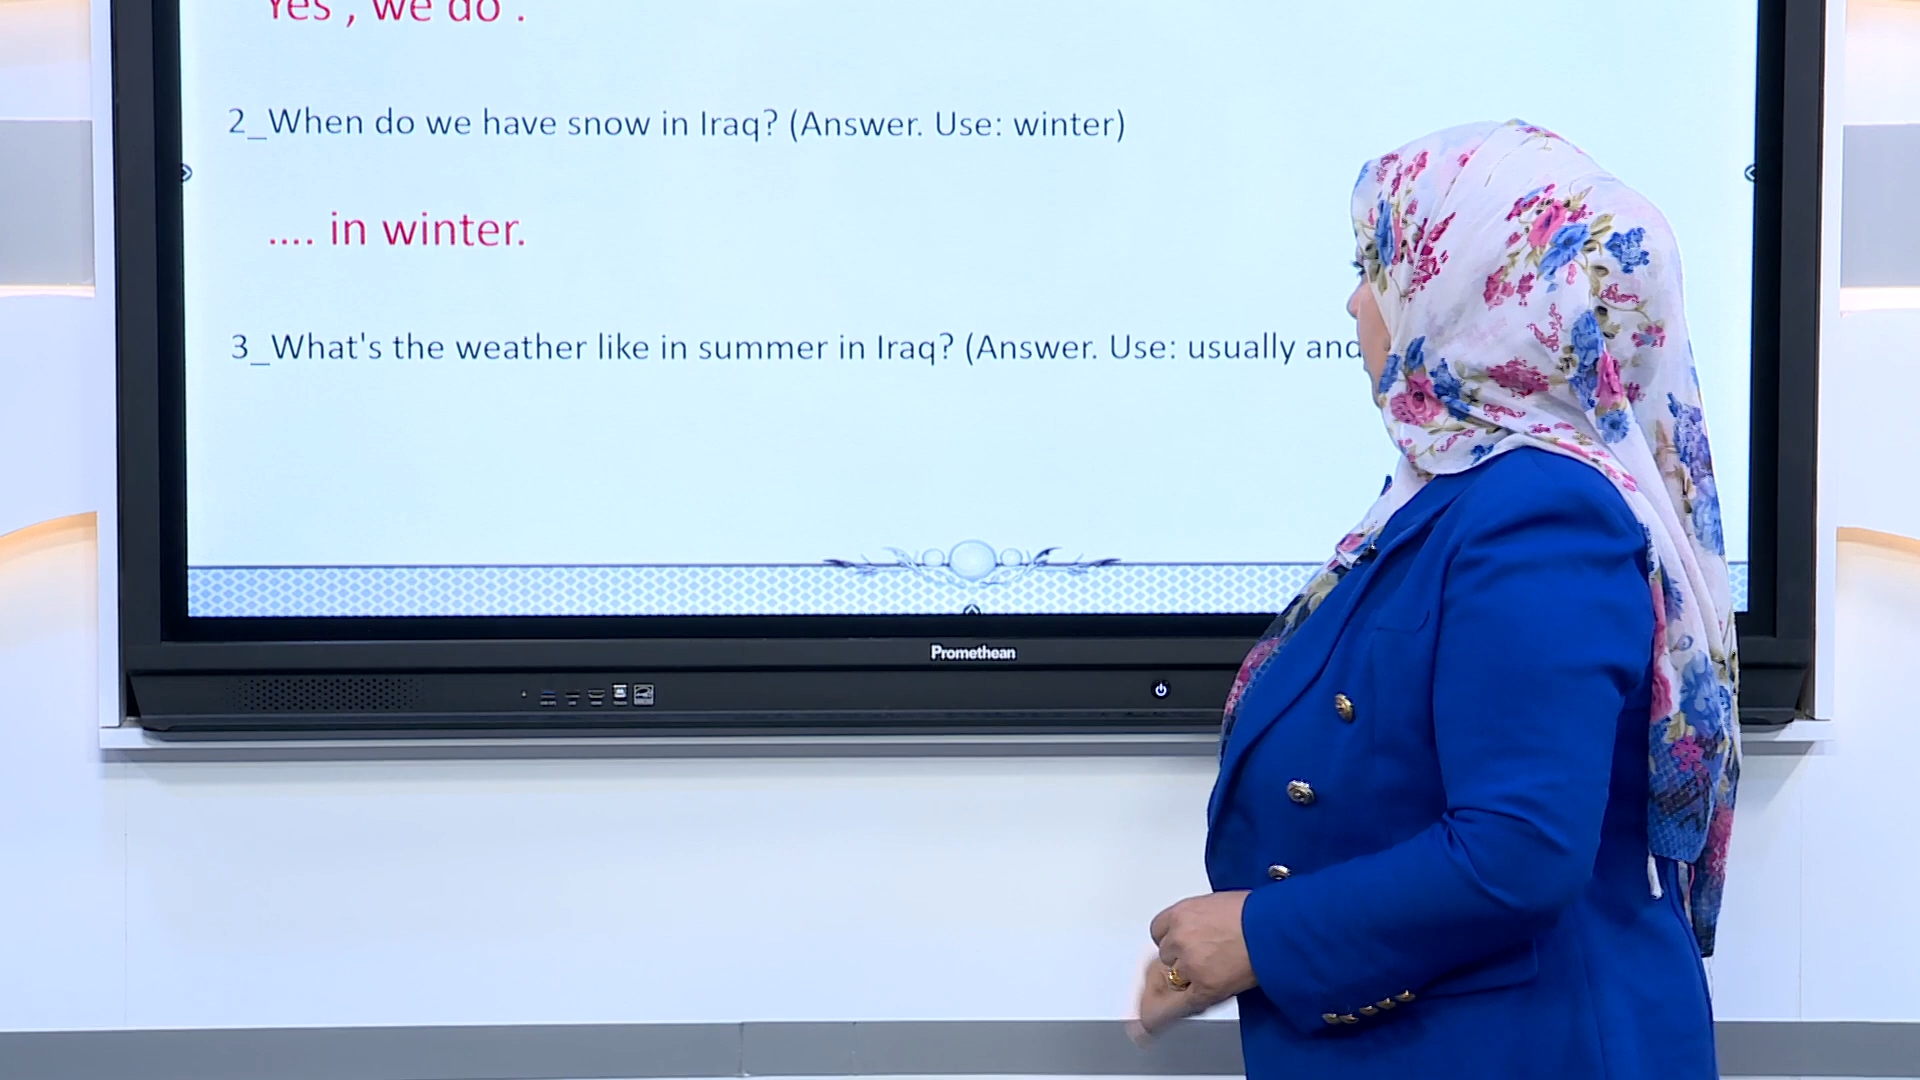 Yes , we do .
2_When do we have snow in Iraq? (Answer. Use: winter)
.... in winter.
3_What's the weather like in summer in Iraq? (Answer. Use: usually and
Promethean